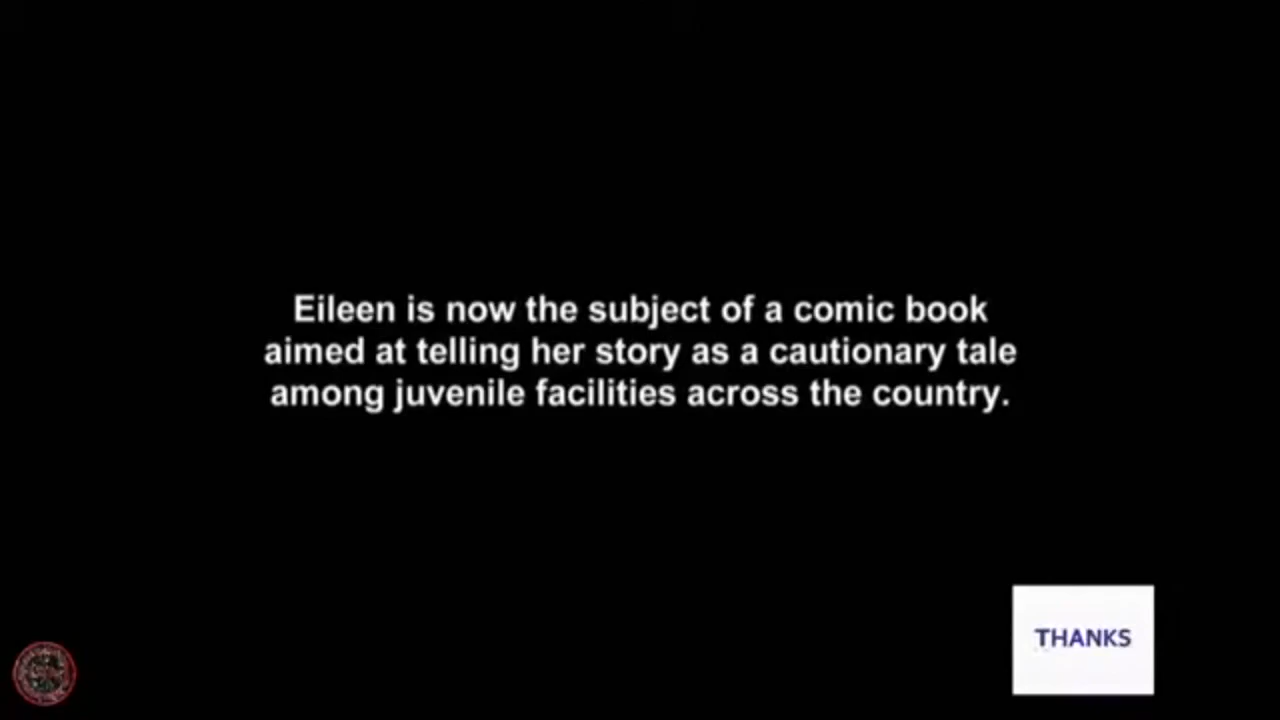 Eileen is now the subject of a comic book
aimed at telling her story as a cautionary tale
among juvenile facilities across the country.
THANKS